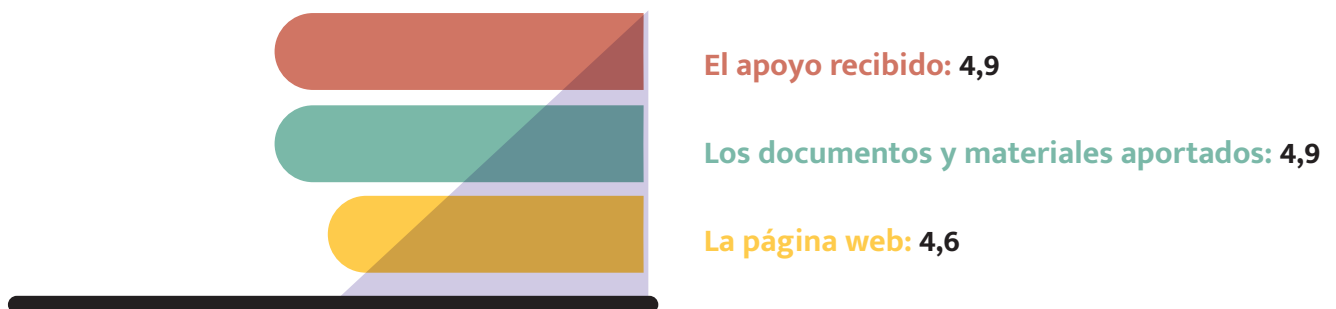 El apoyo recibido: 4,9
Los documentos y materiales aportados: 4,9
La página web: 4,6